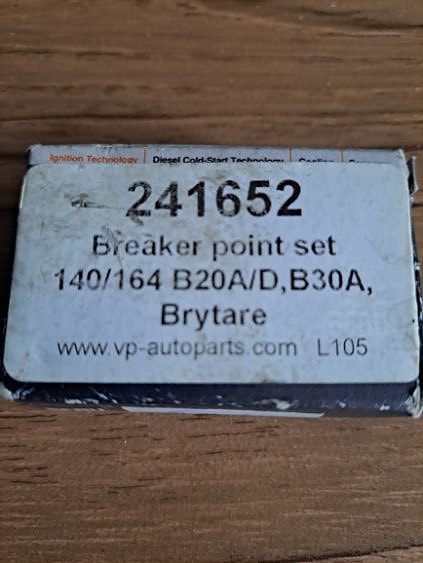 Ignition Technology | Diesel Cold-Start Technology
241652
Breaker point set
140/164 B20A/D,B30A,
Brytare
www.vp-autoparts.com L105